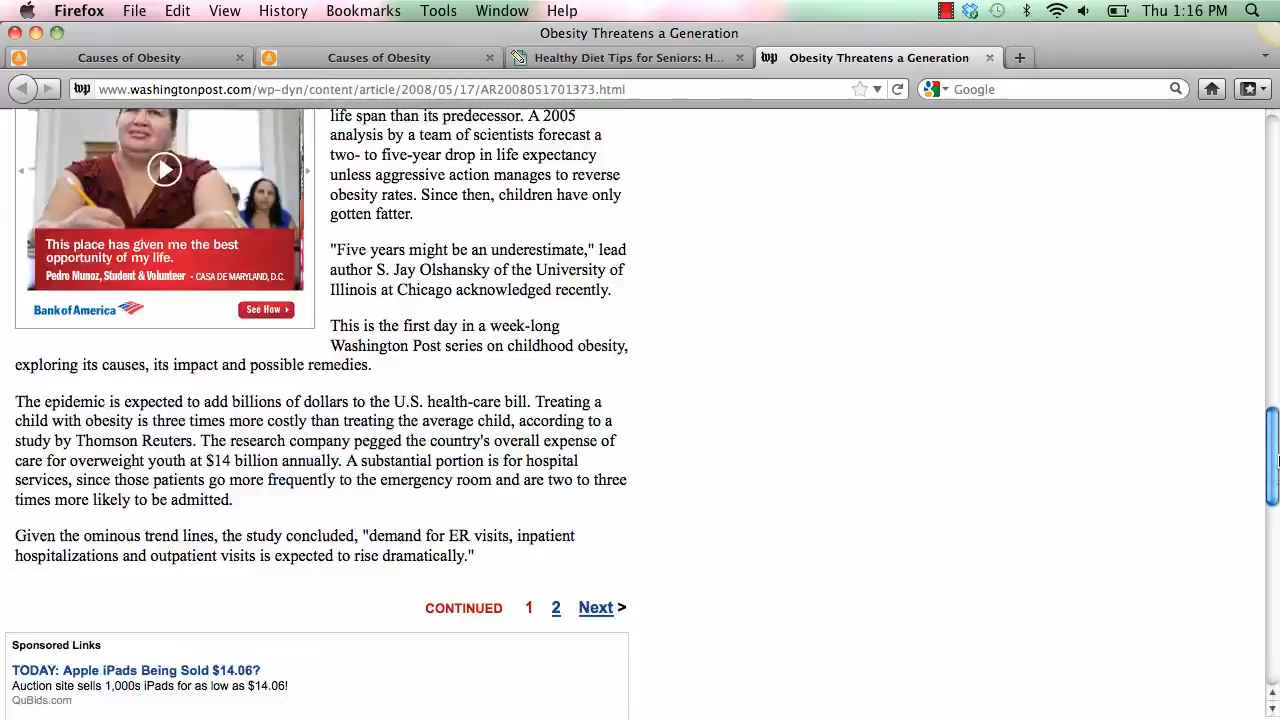 Firefox File Edit View History Bookmarks Tools Window Help Thu 1:16 PM
Obesity Threatens a Generation
Causes of Obesity Causes of Obesity Healthy Diet Tips for Seniors: H... wp Obesity Threatens a Generation
wp www.washingtonpost.com/wp-dyn/content/article/2008/05/17/AR2008051701373.html Google
life span than its predecessor. A 2005
analysis by a team of scientists forecast a
two- to five-year drop in life expectancy
unless aggressive action manages to reverse
obesity rates. Since then, children have only
gotten fatter.
"Five years might be an underestimate," lead
author S. Jay Olshansky of the University of
Illinois at Chicago acknowledged recently.
This place has given me the best
opportunity of my life.
Pedro Munoz, Student & Volunteer - CASA DE MARYLAND, D.C.
Bank of America See How
This is the first day in a week-long
Washington Post series on childhood obesity,
exploring its causes, its impact and possible remedies.
The epidemic is expected to add billions of dollars to the U.S. health-care bill. Treating a
child with obesity is three times more costly than treating the average child, according to a
study by Thomson Reuters. The research company pegged the country's overall expense of
care for overweight youth at $14 billion annually. A substantial portion is for hospital
services, since those patients go more frequently to the emergency room and are two to three
times more likely to be admitted.
Given the ominous trend lines, the study concluded, "demand for ER visits, inpatient
hospitalizations and outpatient visits is expected to rise dramatically."
CONTINUED 1 2 Next >
Sponsored Links
TODAY: Apple iPads Being Sold $14.06?
Auction site sells 1,000s iPads for as low as $14.06!
QuBids.com